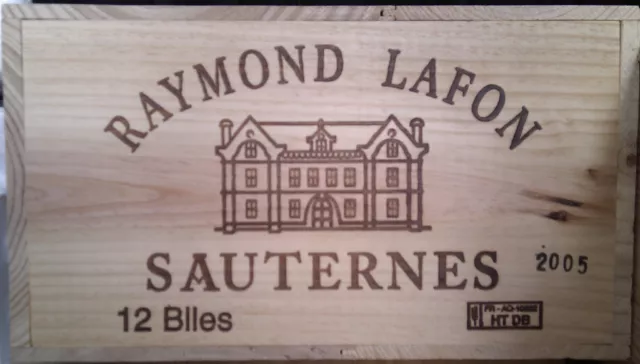 RAYMOND LAFON
SAUTERNES
2005
12 Blles
HT DB